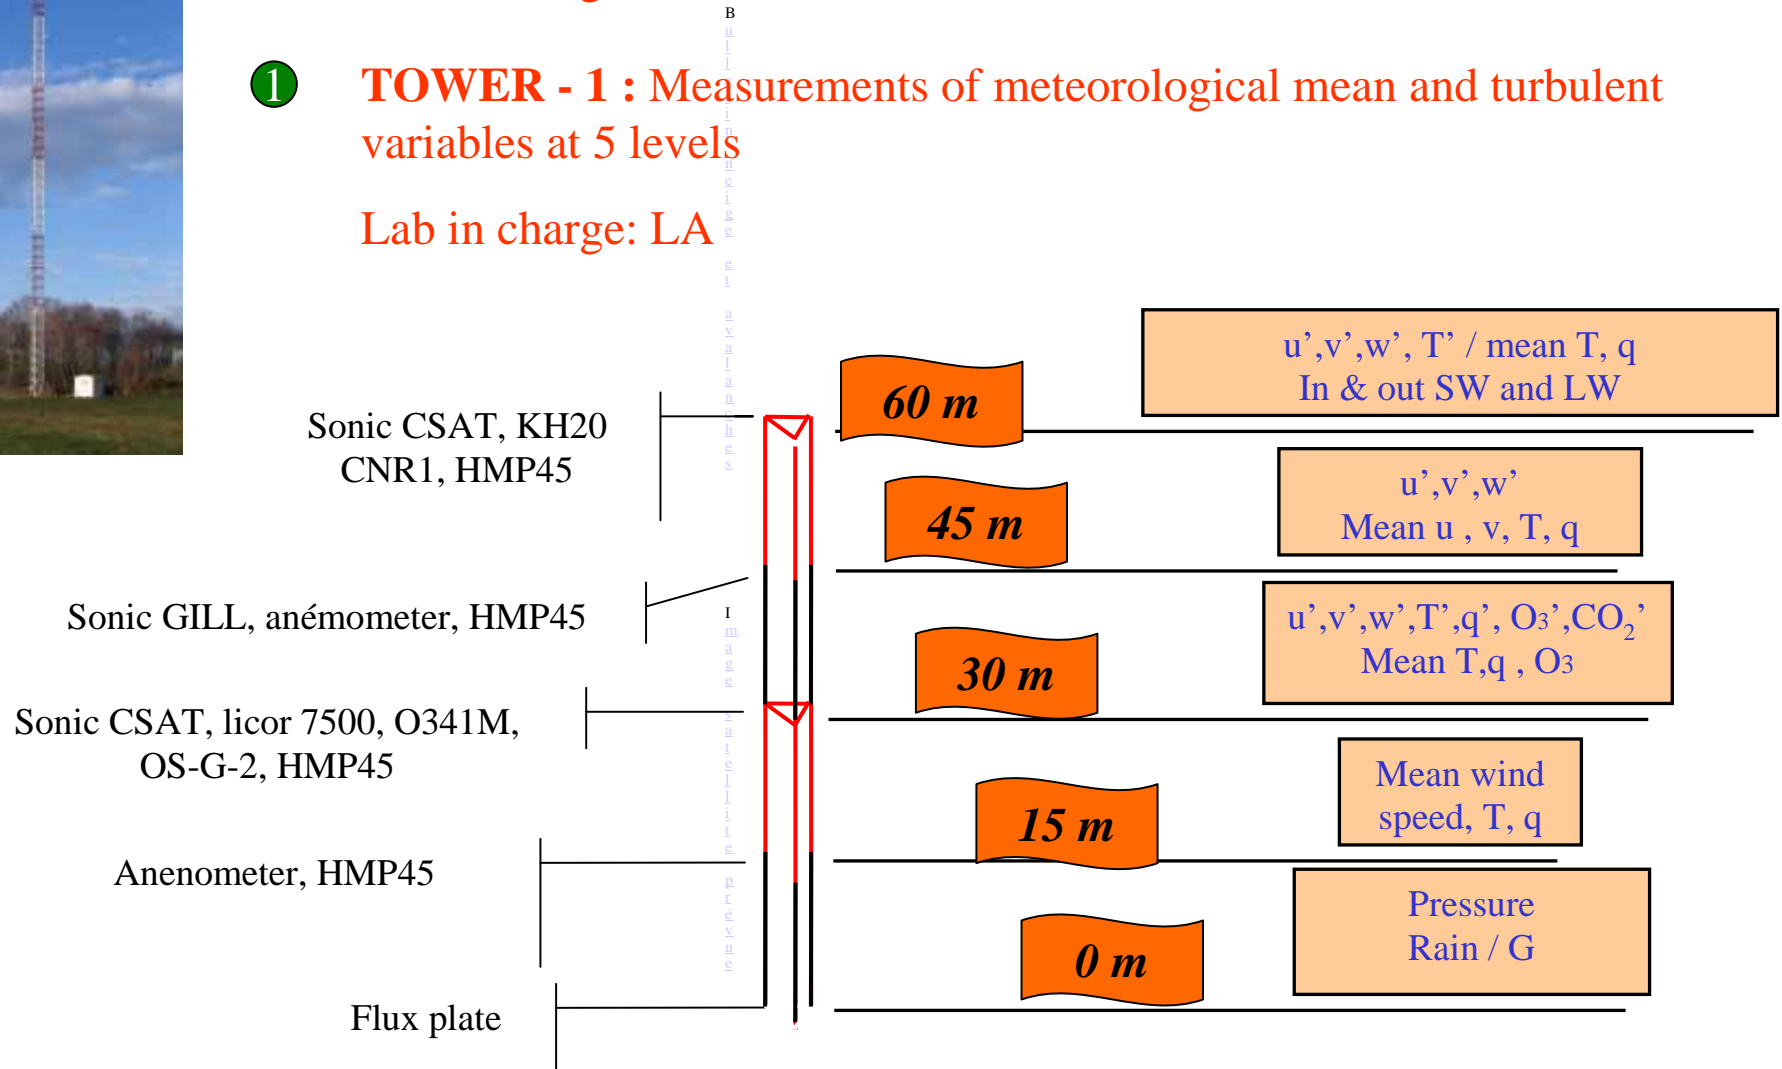 1
TOWER - 1 : Measurements of meteorological mean and turbulent
variables at 5 levels
Lab in charge: LA
Sonic CSAT, KH20
CNR1, HMP45
60 m
u’,v’,w’, T’ / mean T, q
In & out SW and LW
Sonic GILL, anémometer, HMP45
45 m
u’,v’,w’
Mean u , v, T, q
Sonic CSAT, licor 7500, O341M,
OS-G-2, HMP45
30 m
u’,v’,w’,T’,q’, O3’,CO2’
Mean T,q , O3
Anenometer, HMP45
15 m
Mean wind
speed, T, q
Flux plate
0 m
Pressure
Rain / G
Image satellite prévue